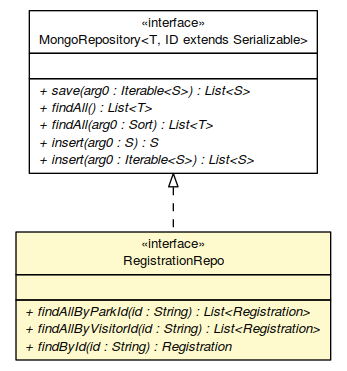 «interface»
MongoRepository<T, ID extends Serializable>
+ save(arg0 : Iterable<S>) : List<S>
+ findAll() : List<T>
+ findAll(arg0 : Sort) : List<T>
+ insert(arg0 : S) : S
+ insert(arg0 : Iterable<S>) : List<S>
«interface»
RegistrationRepo
+ findAllByParkId(id : String) : List<Registration>
+ findAllByVisitorId(id : String) : List<Registration>
+ findById(id : String) : Registration